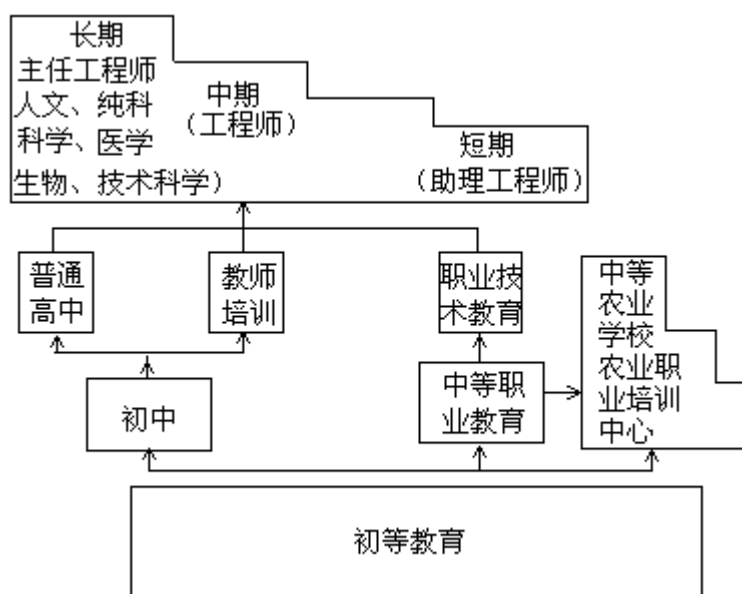 长期
主任工程师
人文、纯科
科学、医学
生物、技术科学）
中期
（工程师）
短期
（助理工程师）
普通
高中
教师
培训
职业技
术教育
中等
农业
学校
农业职
业培训
中心
初中
中等职
业教育
初等教育